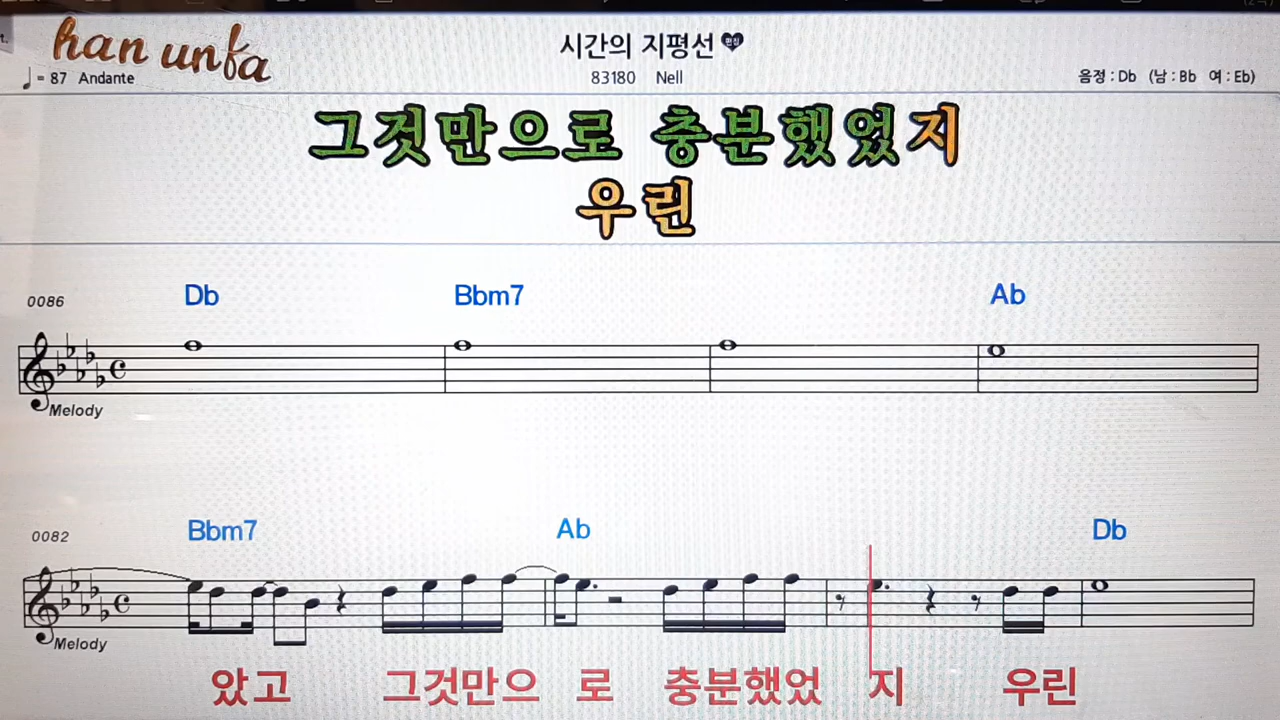 han unfa
시간의 지평선 편집
♩= 87 Andante
83180 Nell
음정 : Db (남 : Bb 여 : Eb)
그것만으로 충분했었지
우린
0086
Db Bbm7 Ab
Melody
0082
Bbm7 Ab Db
Melody
았고 그것만으 로 충분했었 지 우린